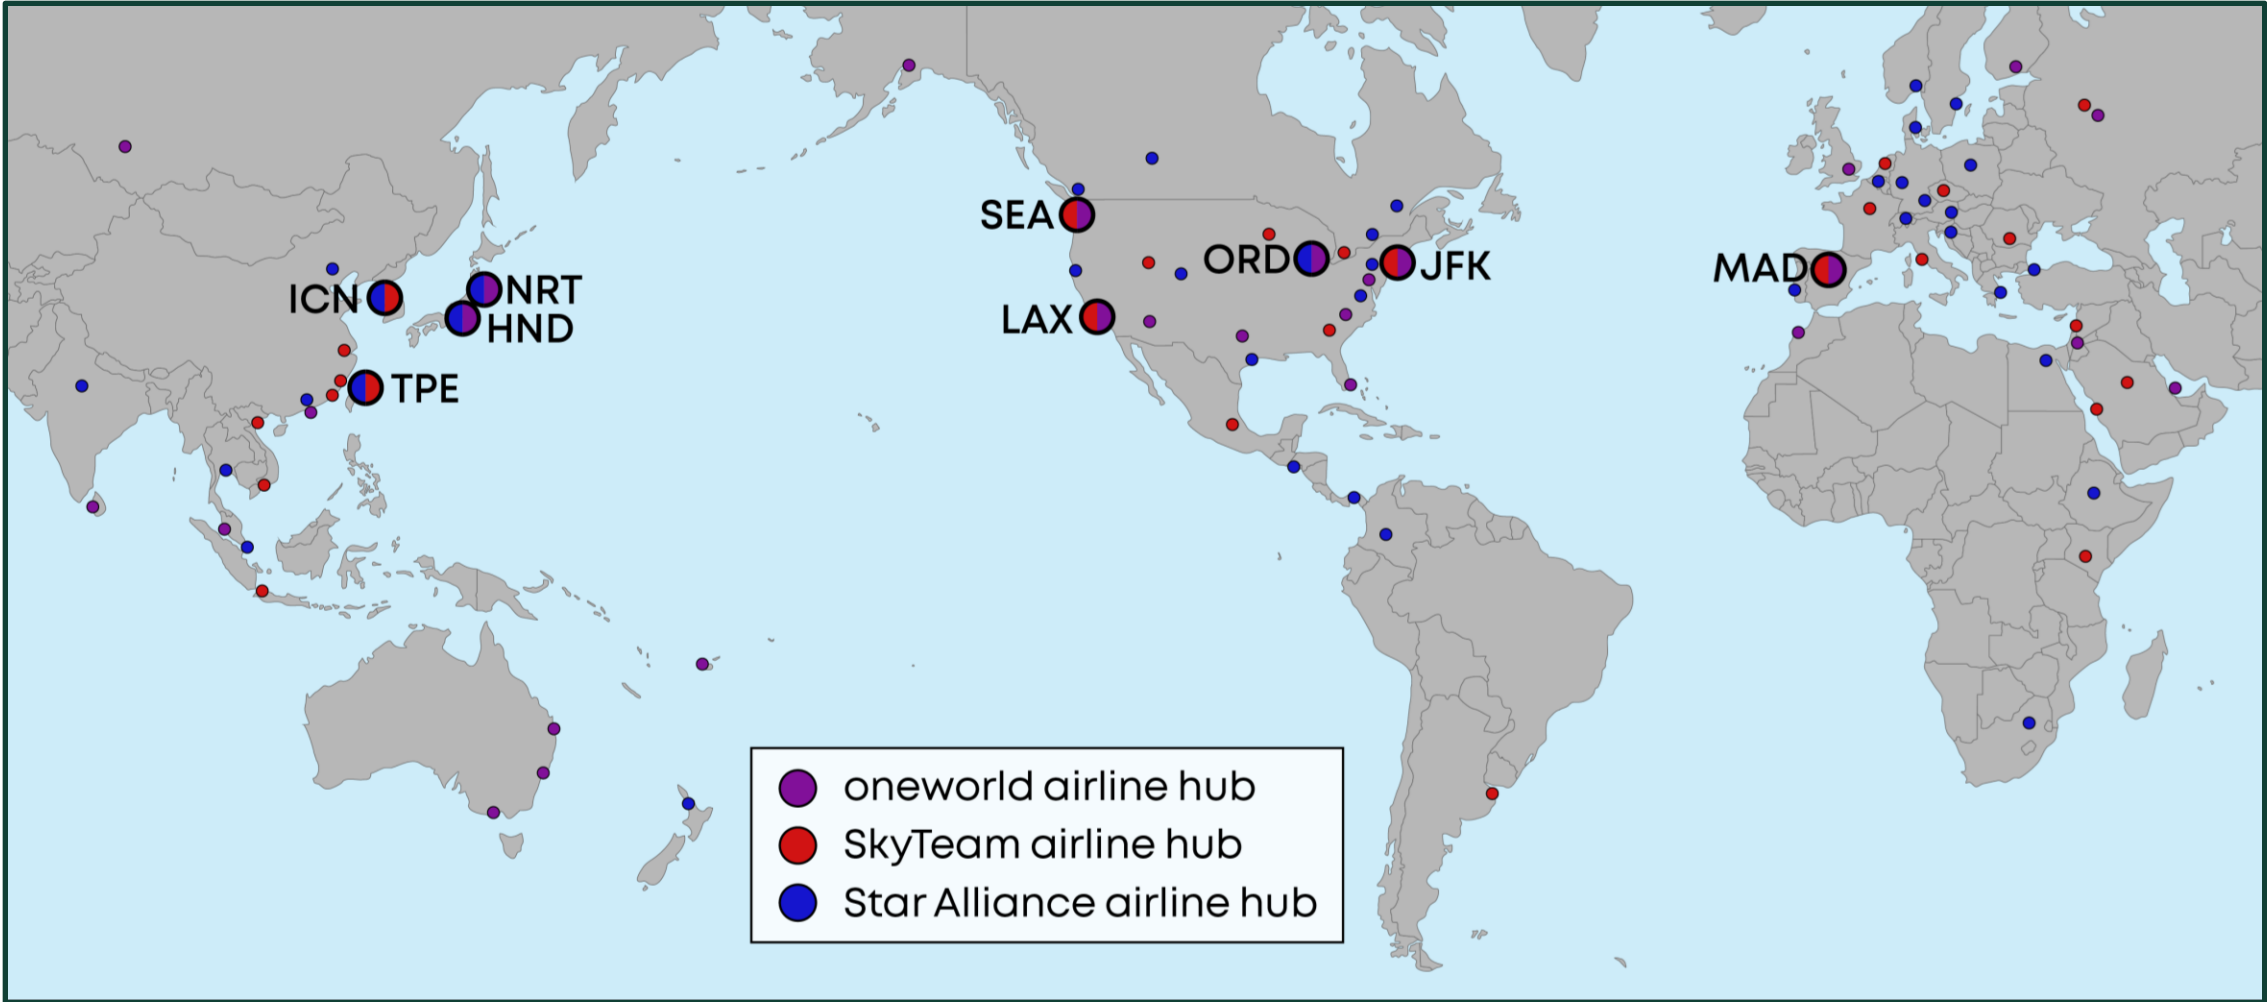 SEA
ORD
JFK
MAD
ICN
NRT
HND
LAX
TPE
oneworld airline hub
SkyTeam airline hub
Star Alliance airline hub